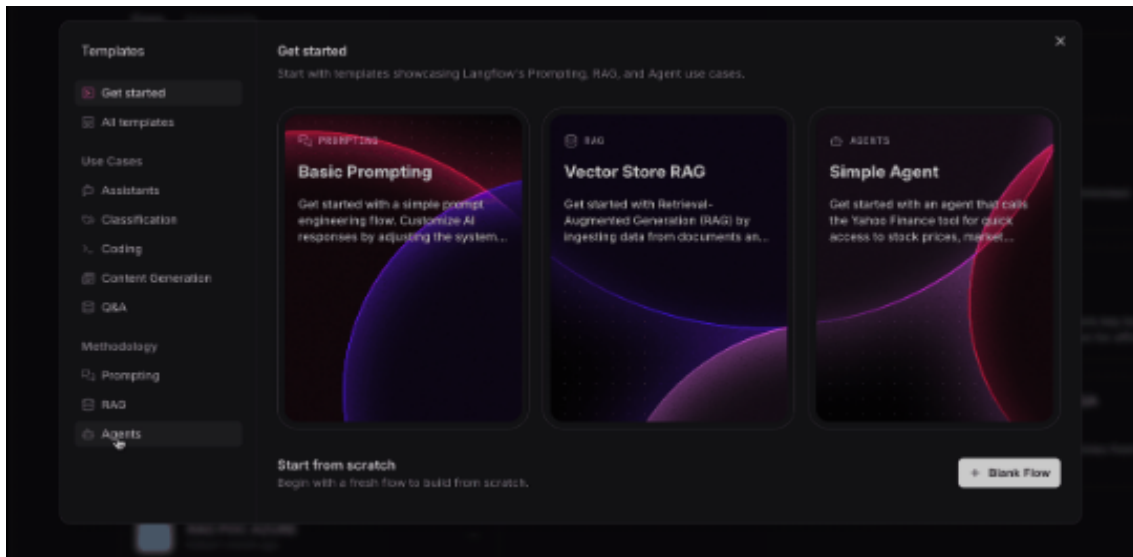 Templates
Get started
All templates
Use Cases
Assistants
Classification
Coding
Content Generation
Q&A
Methodology
Prompting
RAG
Agents
Get started
Start with templates showcasing Langflow's Prompting, RAG, and Agent use cases.
PROMPTING
Basic Prompting
Get started with a simple prompt
engineering flow. Customize AI
responses by adjusting the system...
RAG
Vector Store RAG
Get started with Retrieval-
Augmented Generation (RAG) by
ingesting data from documents an...
AGENTS
Simple Agent
Get started with an agent that calls
the Yahoo Finance tool for quick
access to stock prices, market...
Start from scratch
Begin with a fresh flow to build from scratch.
+ Blank Flow